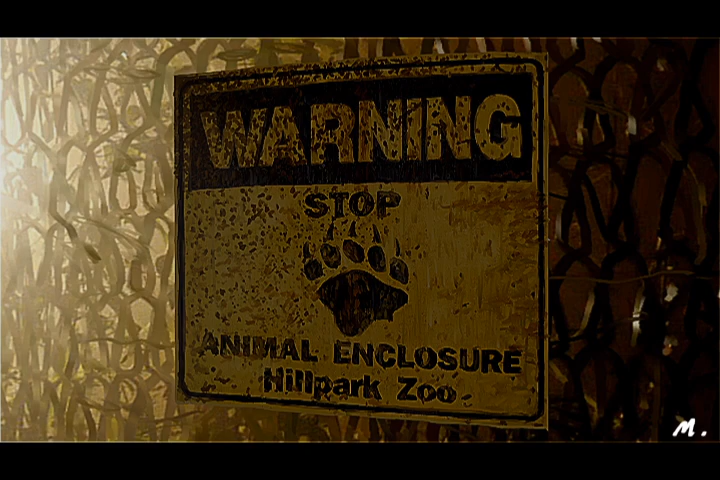 WARNING
STOP
ANIMAL ENCLOSURE
Hillpark Zoo
M.